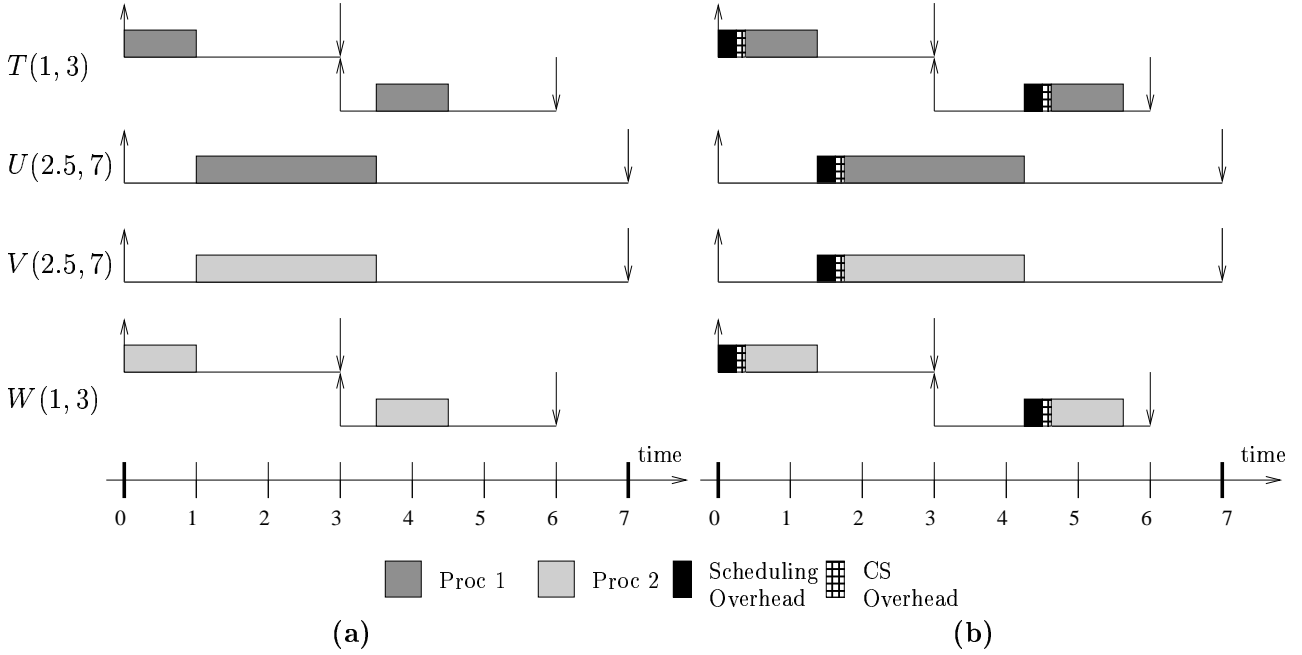 T(1, 3)
U(2.5, 7)
V(2.5, 7)
W(1, 3)
time
0 1 2 3 4 5 6 7
time
0 1 2 3 4 5 6 7
Proc 1
Proc 2
Scheduling
Overhead
CS
Overhead
(a)
(b)